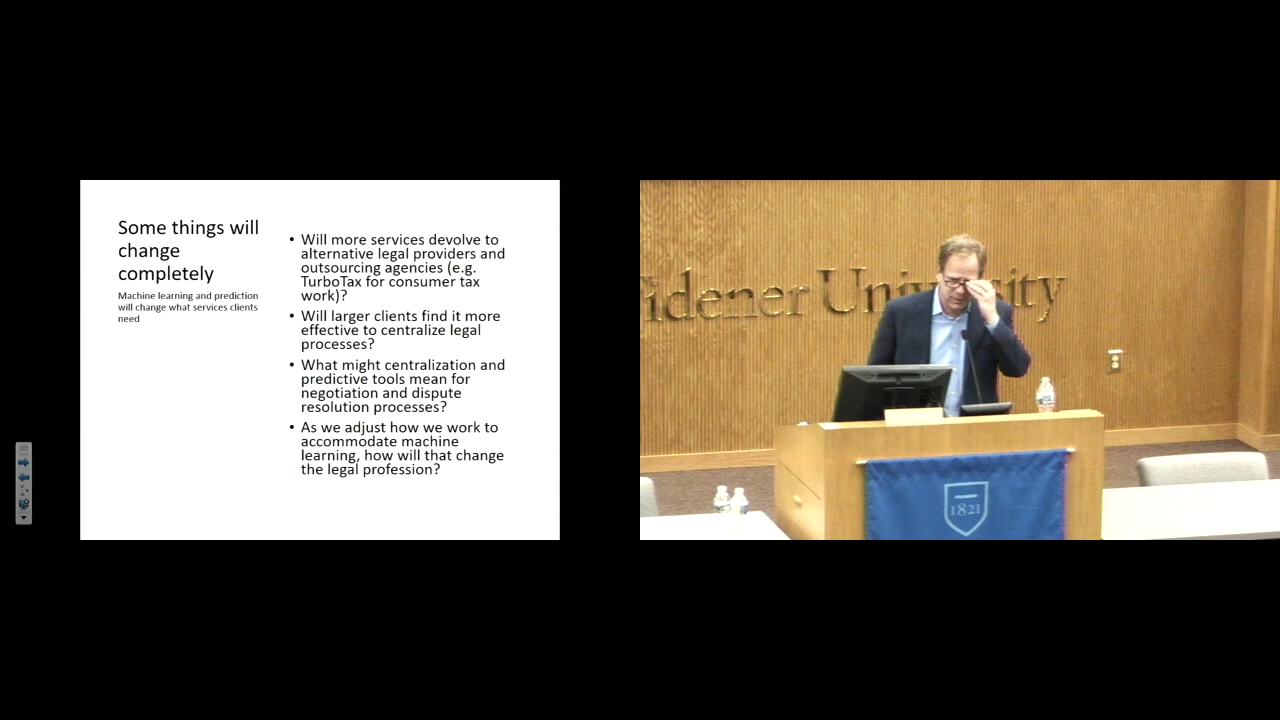 Some things will
change
completely
Machine learning and prediction
will change what services clients
need
• Will more services devolve to
alternative legal providers and
outsourcing agencies (e.g.
TurboTax for consumer tax
work)?
• Will larger clients find it more
effective to centralize legal
processes?
• What might centralization and
predictive tools mean for
negotiation and dispute
resolution processes?
• As we adjust how we work to
accommodate machine
learning, how will that change
the legal profession?
idener University
1821